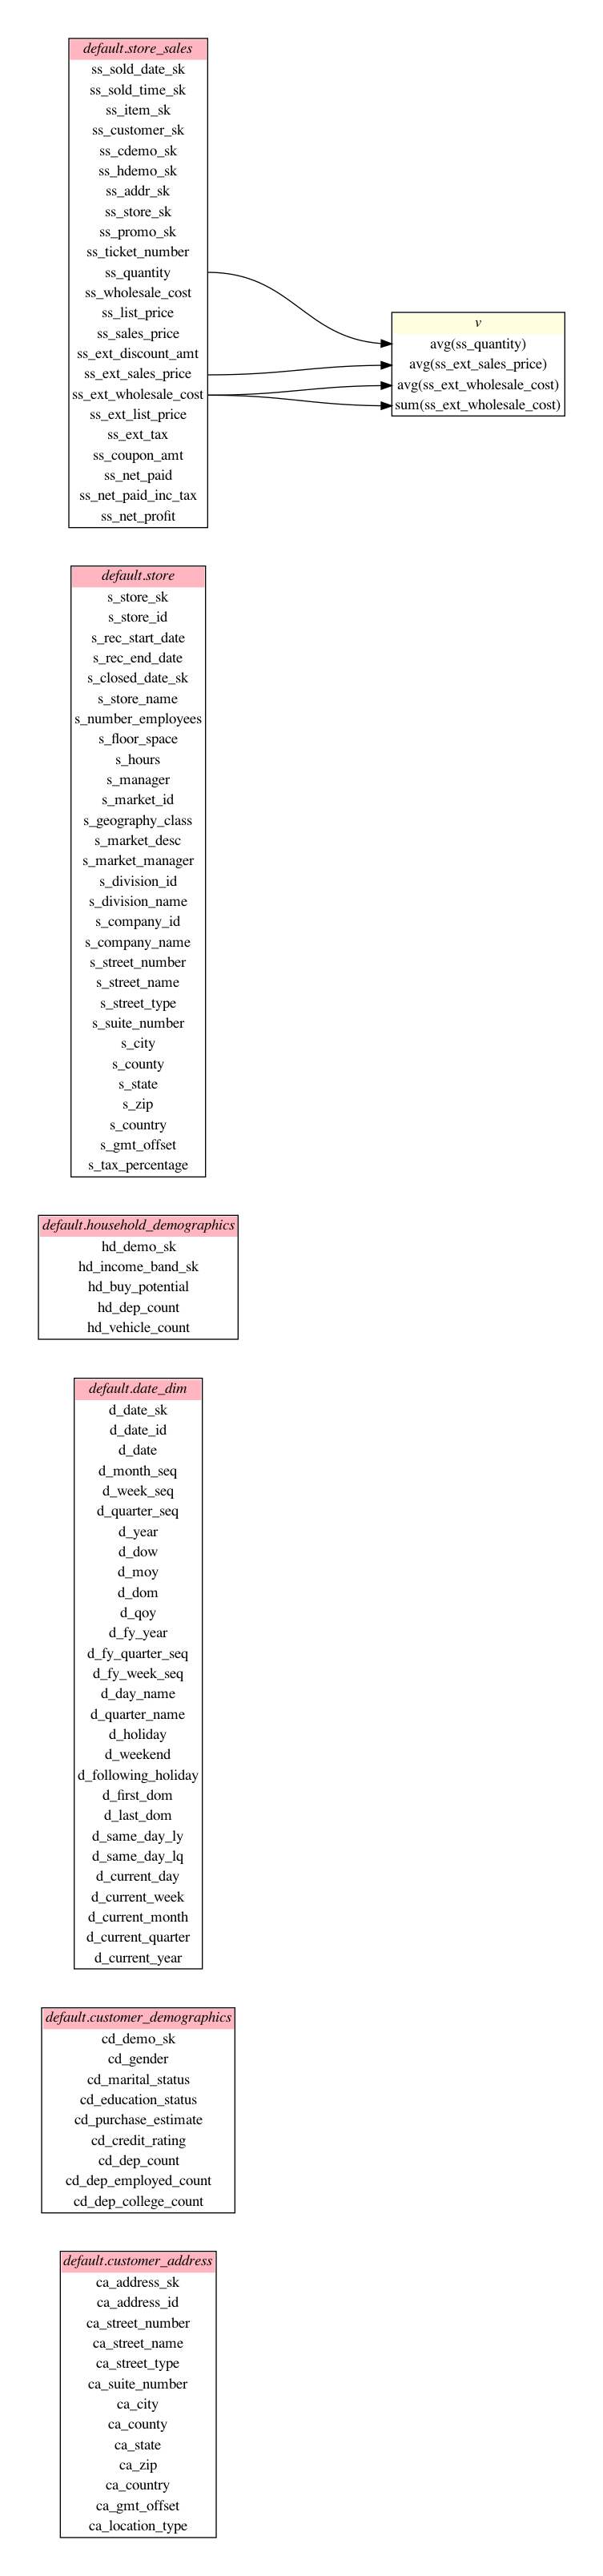 default.store_sales
ss_sold_date_sk
ss_sold_time_sk
ss_item_sk
ss_customer_sk
ss_cdemo_sk
ss_hdemo_sk
ss_addr_sk
ss_store_sk
ss_promo_sk
ss_ticket_number
ss_quantity
ss_wholesale_cost
ss_list_price
ss_sales_price
ss_ext_discount_amt
ss_ext_sales_price
ss_ext_wholesale_cost
ss_ext_list_price
ss_ext_tax
ss_coupon_amt
ss_net_paid
ss_net_paid_inc_tax
ss_net_profit
v
avg(ss_quantity)
avg(ss_ext_sales_price)
avg(ss_ext_wholesale_cost)
sum(ss_ext_wholesale_cost)
default.store
s_store_sk
s_store_id
s_rec_start_date
s_rec_end_date
s_closed_date_sk
s_store_name
s_number_employees
s_floor_space
s_hours
s_manager
s_market_id
s_geography_class
s_market_desc
s_market_manager
s_division_id
s_division_name
s_company_id
s_company_name
s_street_number
s_street_name
s_street_type
s_suite_number
s_city
s_county
s_state
s_zip
s_country
s_gmt_offset
s_tax_percentage
default.household_demographics
hd_demo_sk
hd_income_band_sk
hd_buy_potential
hd_dep_count
hd_vehicle_count
default.date_dim
d_date_sk
d_date_id
d_date
d_month_seq
d_week_seq
d_quarter_seq
d_year
d_dow
d_moy
d_dom
d_qoy
d_fy_year
d_fy_quarter_seq
d_fy_week_seq
d_day_name
d_quarter_name
d_holiday
d_weekend
d_following_holiday
d_first_dom
d_last_dom
d_same_day_ly
d_same_day_lq
d_current_day
d_current_week
d_current_month
d_current_quarter
d_current_year
default.customer_demographics
cd_demo_sk
cd_gender
cd_marital_status
cd_education_status
cd_purchase_estimate
cd_credit_rating
cd_dep_count
cd_dep_employed_count
cd_dep_college_count
default.customer_address
ca_address_sk
ca_address_id
ca_street_number
ca_street_name
ca_street_type
ca_suite_number
ca_city
ca_county
ca_state
ca_zip
ca_country
ca_gmt_offset
ca_location_type